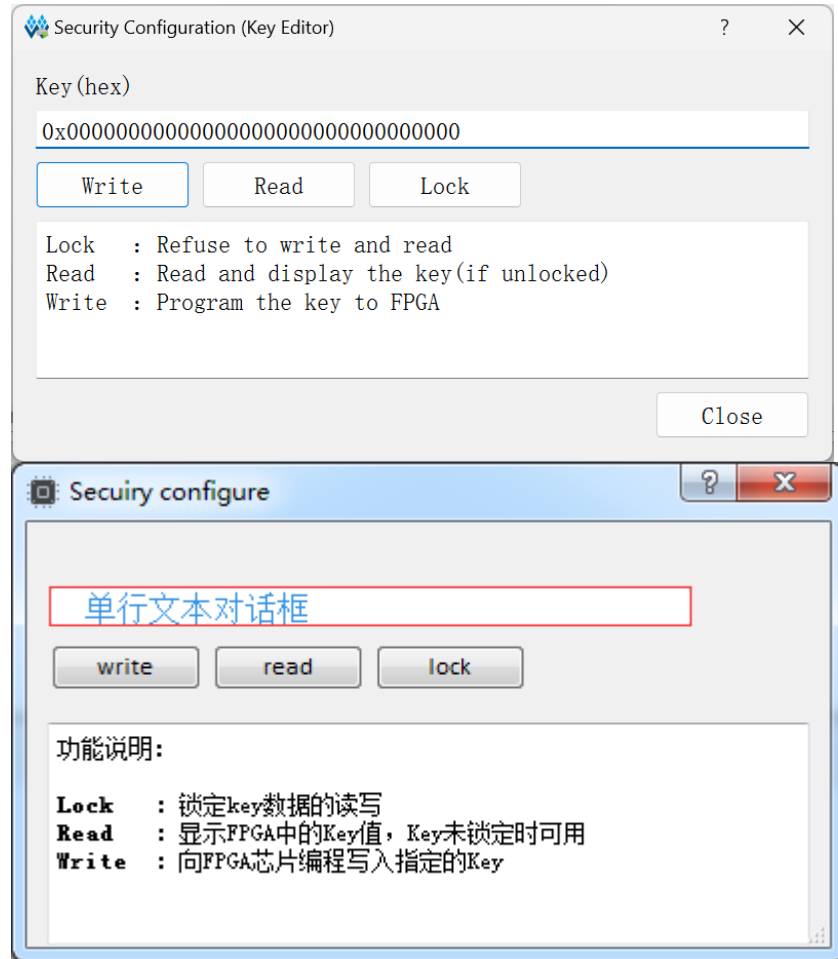 Security Configuration (Key Editor)
?
Key(hex)
0x00000000000000000000000000000000
Write Read Lock
Lock : Refuse to write and read
Read : Read and display the key(if unlocked)
Write : Program the key to FPGA
Close
Secuiry configure
?
单行文本对话框
write read lock
功能说明:
Lock : 锁定key数据的读写
Read : 显示FPGA中的Key值，Key未锁定时可用
Write : 向FPGA芯片编程写入指定的Key